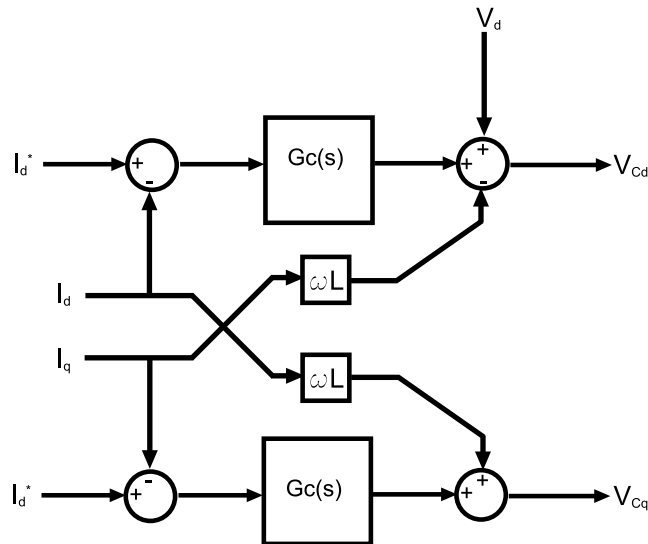 V_d
I_d* + - Gc(s) + + - V_Cd
I_d ωL
I_q ωL
I_d* + - Gc(s) + + V_Cq